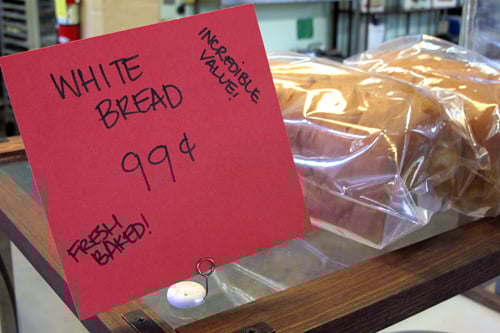 WHITE
BREAD
INCREDIBLE
VALUE!!
99¢
FRESH
BAKED!